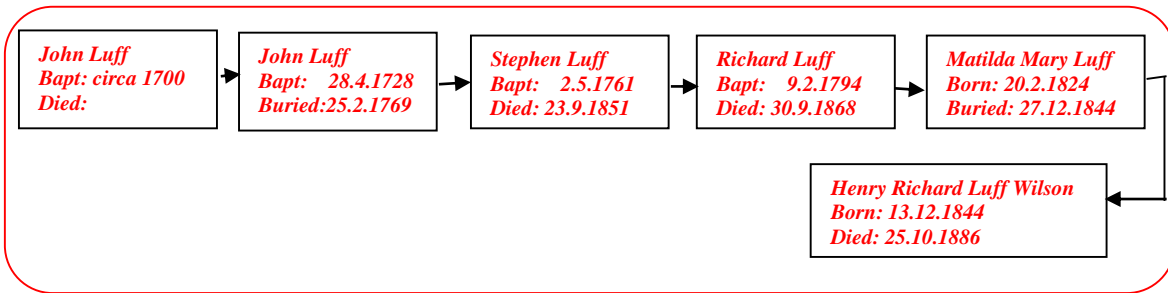 John Luff
Bapt: circa 1700
Died:
John Luff
Bapt: 28.4.1728
Buried:25.2.1769
Stephen Luff
Bapt: 2.5.1761
Died: 23.9.1851
Richard Luff
Bapt: 9.2.1794
Died: 30.9.1868
Matilda Mary Luff
Born: 20.2.1824
Buried: 27.12.1844
Henry Richard Luff Wilson
Born: 13.12.1844
Died: 25.10.1886